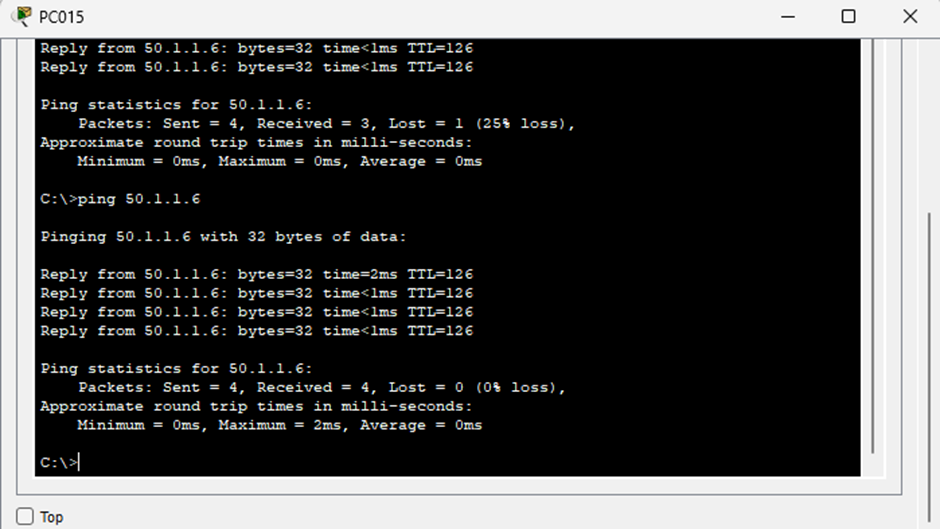 PC015
Reply from 50.1.1.6: bytes=32 time<1ms TTL=126
Reply from 50.1.1.6: bytes=32 time<1ms TTL=126
Ping statistics for 50.1.1.6:
Packets: Sent = 4, Received = 3, Lost = 1 (25% loss),
Approximate round trip times in milli-seconds:
Minimum = 0ms, Maximum = 0ms, Average = 0ms
C:\>ping 50.1.1.6
Pinging 50.1.1.6 with 32 bytes of data:
Reply from 50.1.1.6: bytes=32 time=2ms TTL=126
Reply from 50.1.1.6: bytes=32 time<1ms TTL=126
Reply from 50.1.1.6: bytes=32 time<1ms TTL=126
Reply from 50.1.1.6: bytes=32 time<1ms TTL=126
Ping statistics for 50.1.1.6:
Packets: Sent = 4, Received = 4, Lost = 0 (0% loss),
Approximate round trip times in milli-seconds:
Minimum = 0ms, Maximum = 2ms, Average = 0ms
C:\>
Top